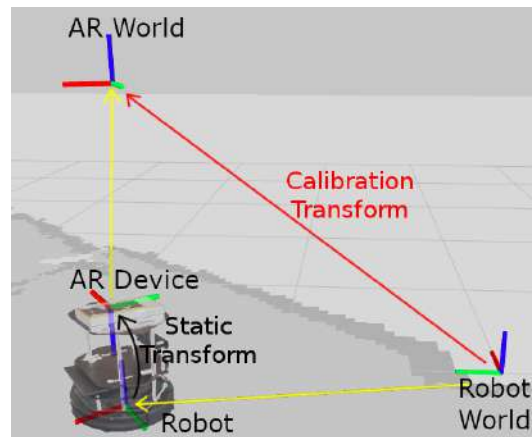 AR World
Calibration
Transform
AR Device
Static
Transform
Robot
Robot
World